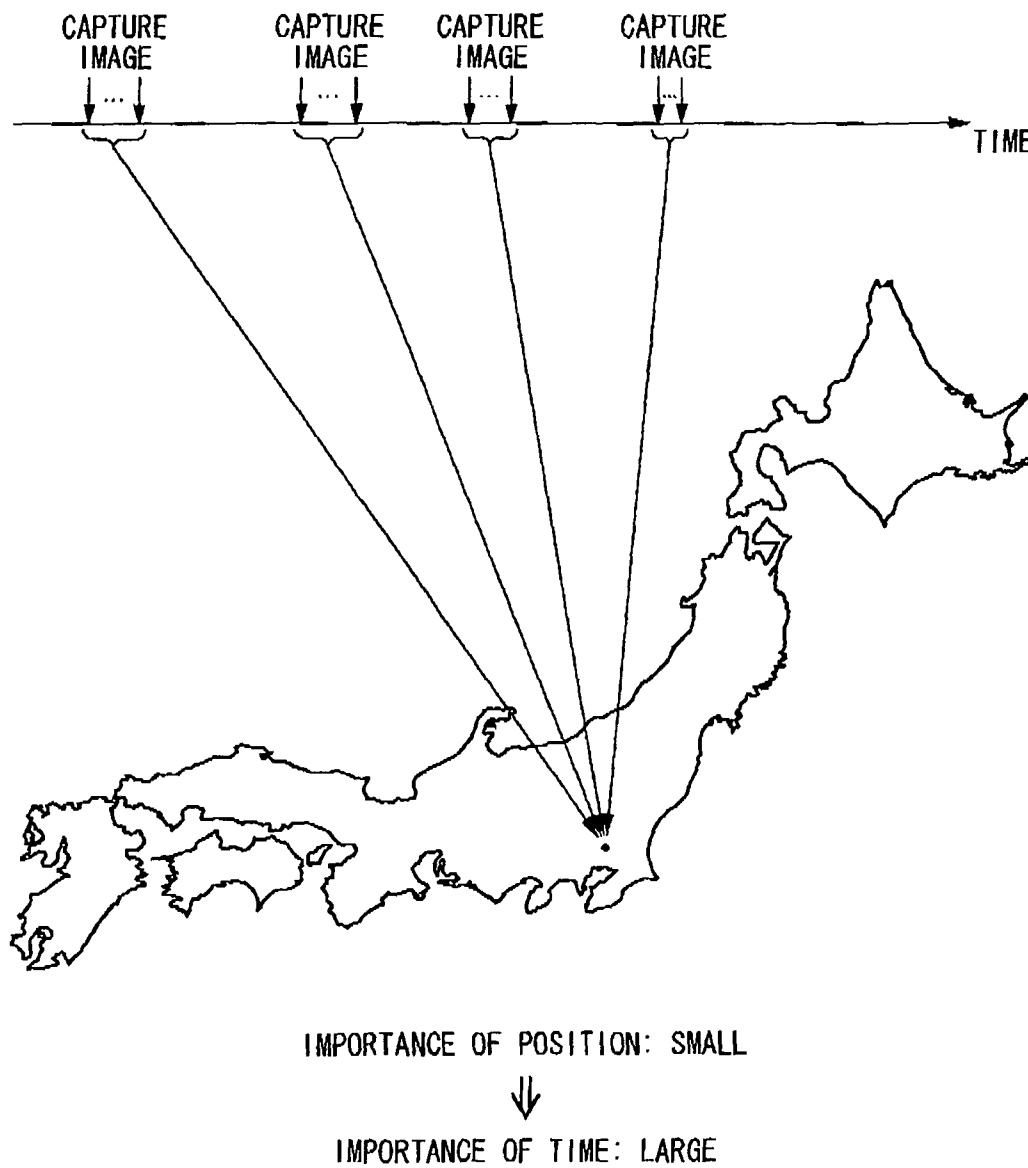 CAPTURE IMAGE
CAPTURE IMAGE
CAPTURE IMAGE
CAPTURE IMAGE
...
...
...
...
TIME
IMPORTANCE OF POSITION: SMALL
⇓
IMPORTANCE OF TIME: LARGE